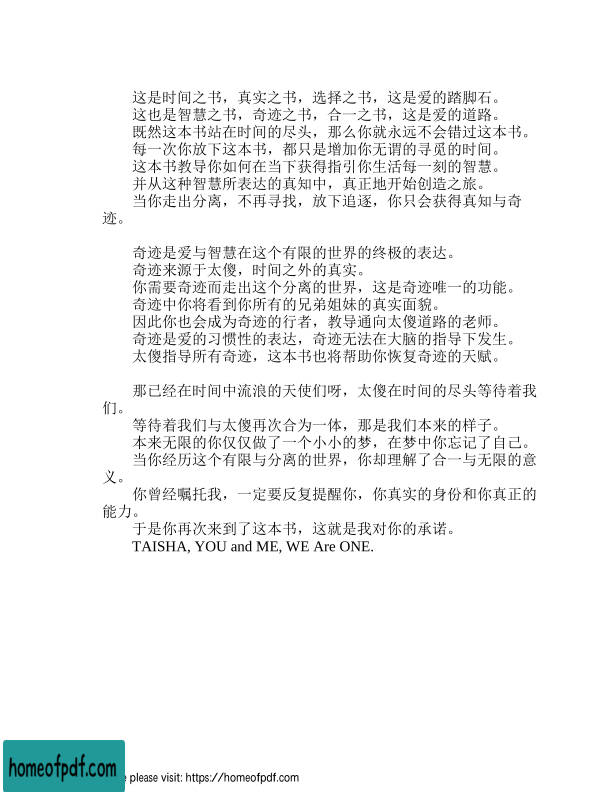 这是时间之书，真实之书，选择之书，这是爱的踏脚石。
这也是智慧之书，奇迹之书，合一之书，这是爱的道路。
既然这本书站在时间的尽头，那么你就永远不会错过这本书。
每一次你放下这本书，都只是增加你无谓的寻觅的时间。
这本书教导你如何在当下获得指引你生活每一刻的智慧。
并从这种智慧所表达的真知中，真正地开始创造之旅。
当你走出分离，不再寻找，放下追逐，你只会获得真知与奇
迹。
奇迹是爱与智慧在这个有限的世界的终极的表达。
奇迹来源于太傻，时间之外的真实。
你需要奇迹而走出这个分离的世界，这是奇迹唯一的功能。
奇迹中你将看到你所有的兄弟姐妹的真实面貌。
因此你也会成为奇迹的行者，教导通向太傻道路的老师。
奇迹是爱的习惯性的表达，奇迹无法在大脑的指导下发生。
太傻指导所有奇迹，这本书也将帮助你恢复奇迹的天赋。
那已经在时间中流浪的天使们呀，太傻在时间的尽头等待着我
们。
等待着我们与太傻再次合为一体，那是我们本来的样子。
本来无限的你仅仅做了一个小小的梦，在梦中你忘记了自己。
当你经历这个有限与分离的世界，你却理解了合一与无限的意
义。
你曾经嘱托我，一定要反复提醒你，你真实的身份和你真正的
能力。
于是你再次来到了这本书，这就是我对你的承诺。
TAISHA, YOU and ME, WE Are ONE.
homeofpdf.com
please visit: https://homeofpdf.com